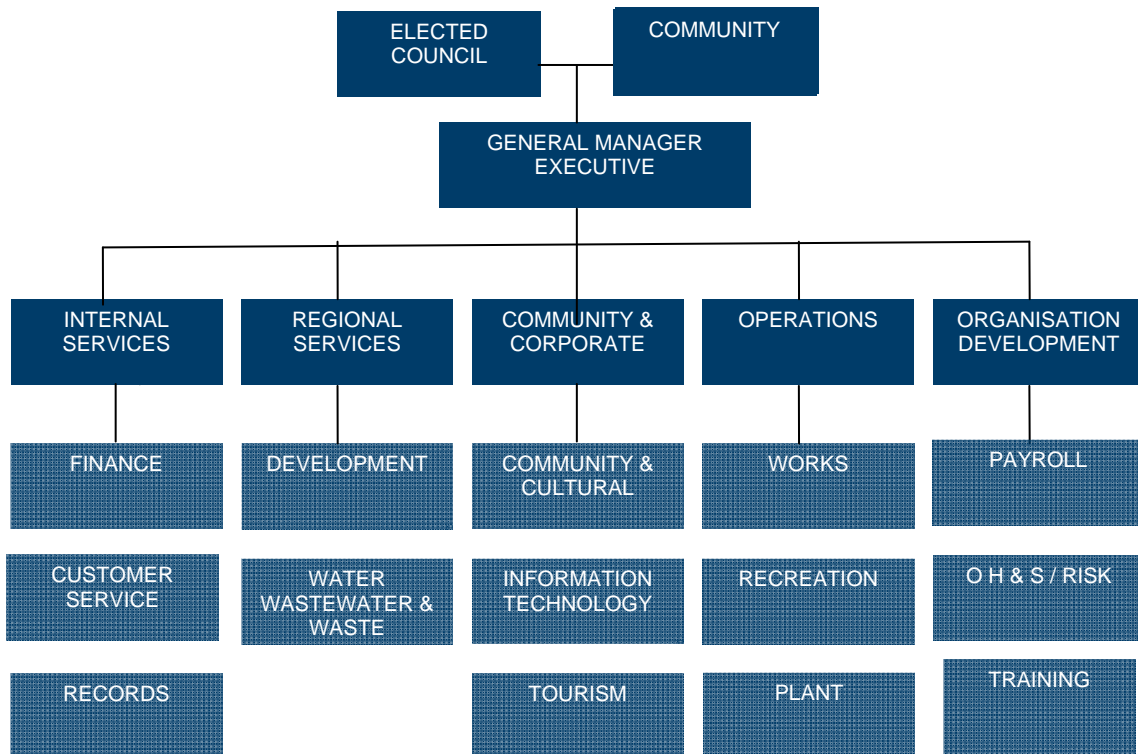 ELECTED
COUNCIL
COMMUNITY
GENERAL MANAGER
EXECUTIVE
INTERNAL
SERVICES
REGIONAL
SERVICES
COMMUNITY &
CORPORATE
OPERATIONS
ORGANISATION
DEVELOPMENT
FINANCE
DEVELOPMENT
COMMUNITY &
CULTURAL
WORKS
PAYROLL
CUSTOMER
SERVICE
WATER
WASTEWATER &
WASTE
INFORMATION
TECHNOLOGY
RECREATION
O H & S / RISK
RECORDS
TOURISM
PLANT
TRAINING